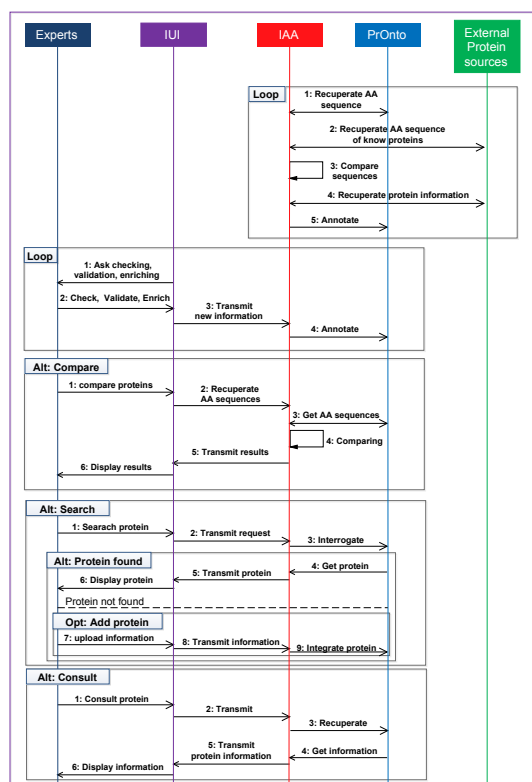 Experts
IUI
IAA
PrOnto
External
Protein
sources
Loop
1: Recuperate AA
sequence
2: Recuperate AA sequence
of know proteins
3: Compare
sequences
4: Recuperate protein information
5: Annotate
Loop
1: Ask checking,
validation, enriching
2: Check, Validate, Enrich
3: Transmit
new information
4: Annotate
Alt: Compare
1: compare proteins
2: Recuperate
AA sequences
3: Get AA sequences
4: Comparing
5: Transmit results
6: Display results
Alt: Search
1: Searach protein
2: Transmit request
3: Interrogate
Alt: Protein found
4: Get protein
5: Transmit protein
6: Display protein
Protein not found
Opt: Add protein
7: upload information
8: Transmit information
9: Integrate protein
Alt: Consult
1: Consult protein
2: Transmit
3: Recuperate
4: Get information
5: Transmit
protein information
6: Display information